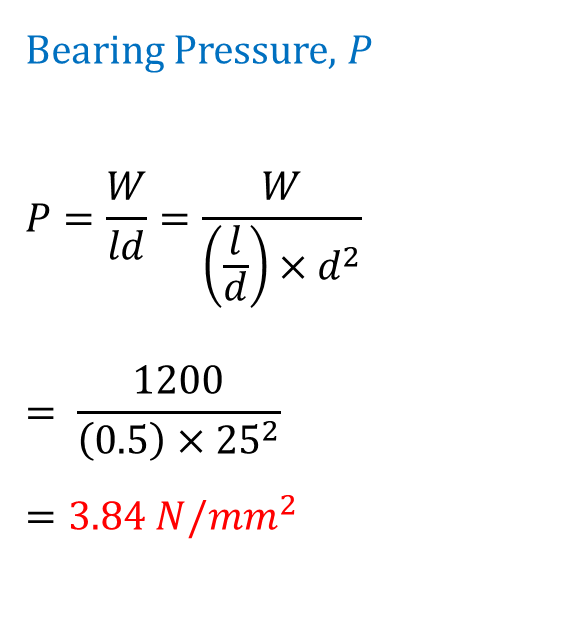 Bearing Pressure, P
P = W/ld = W/((l/d) × d²)
= 1200/((0.5) × 25²)
= 3.84 N/mm²